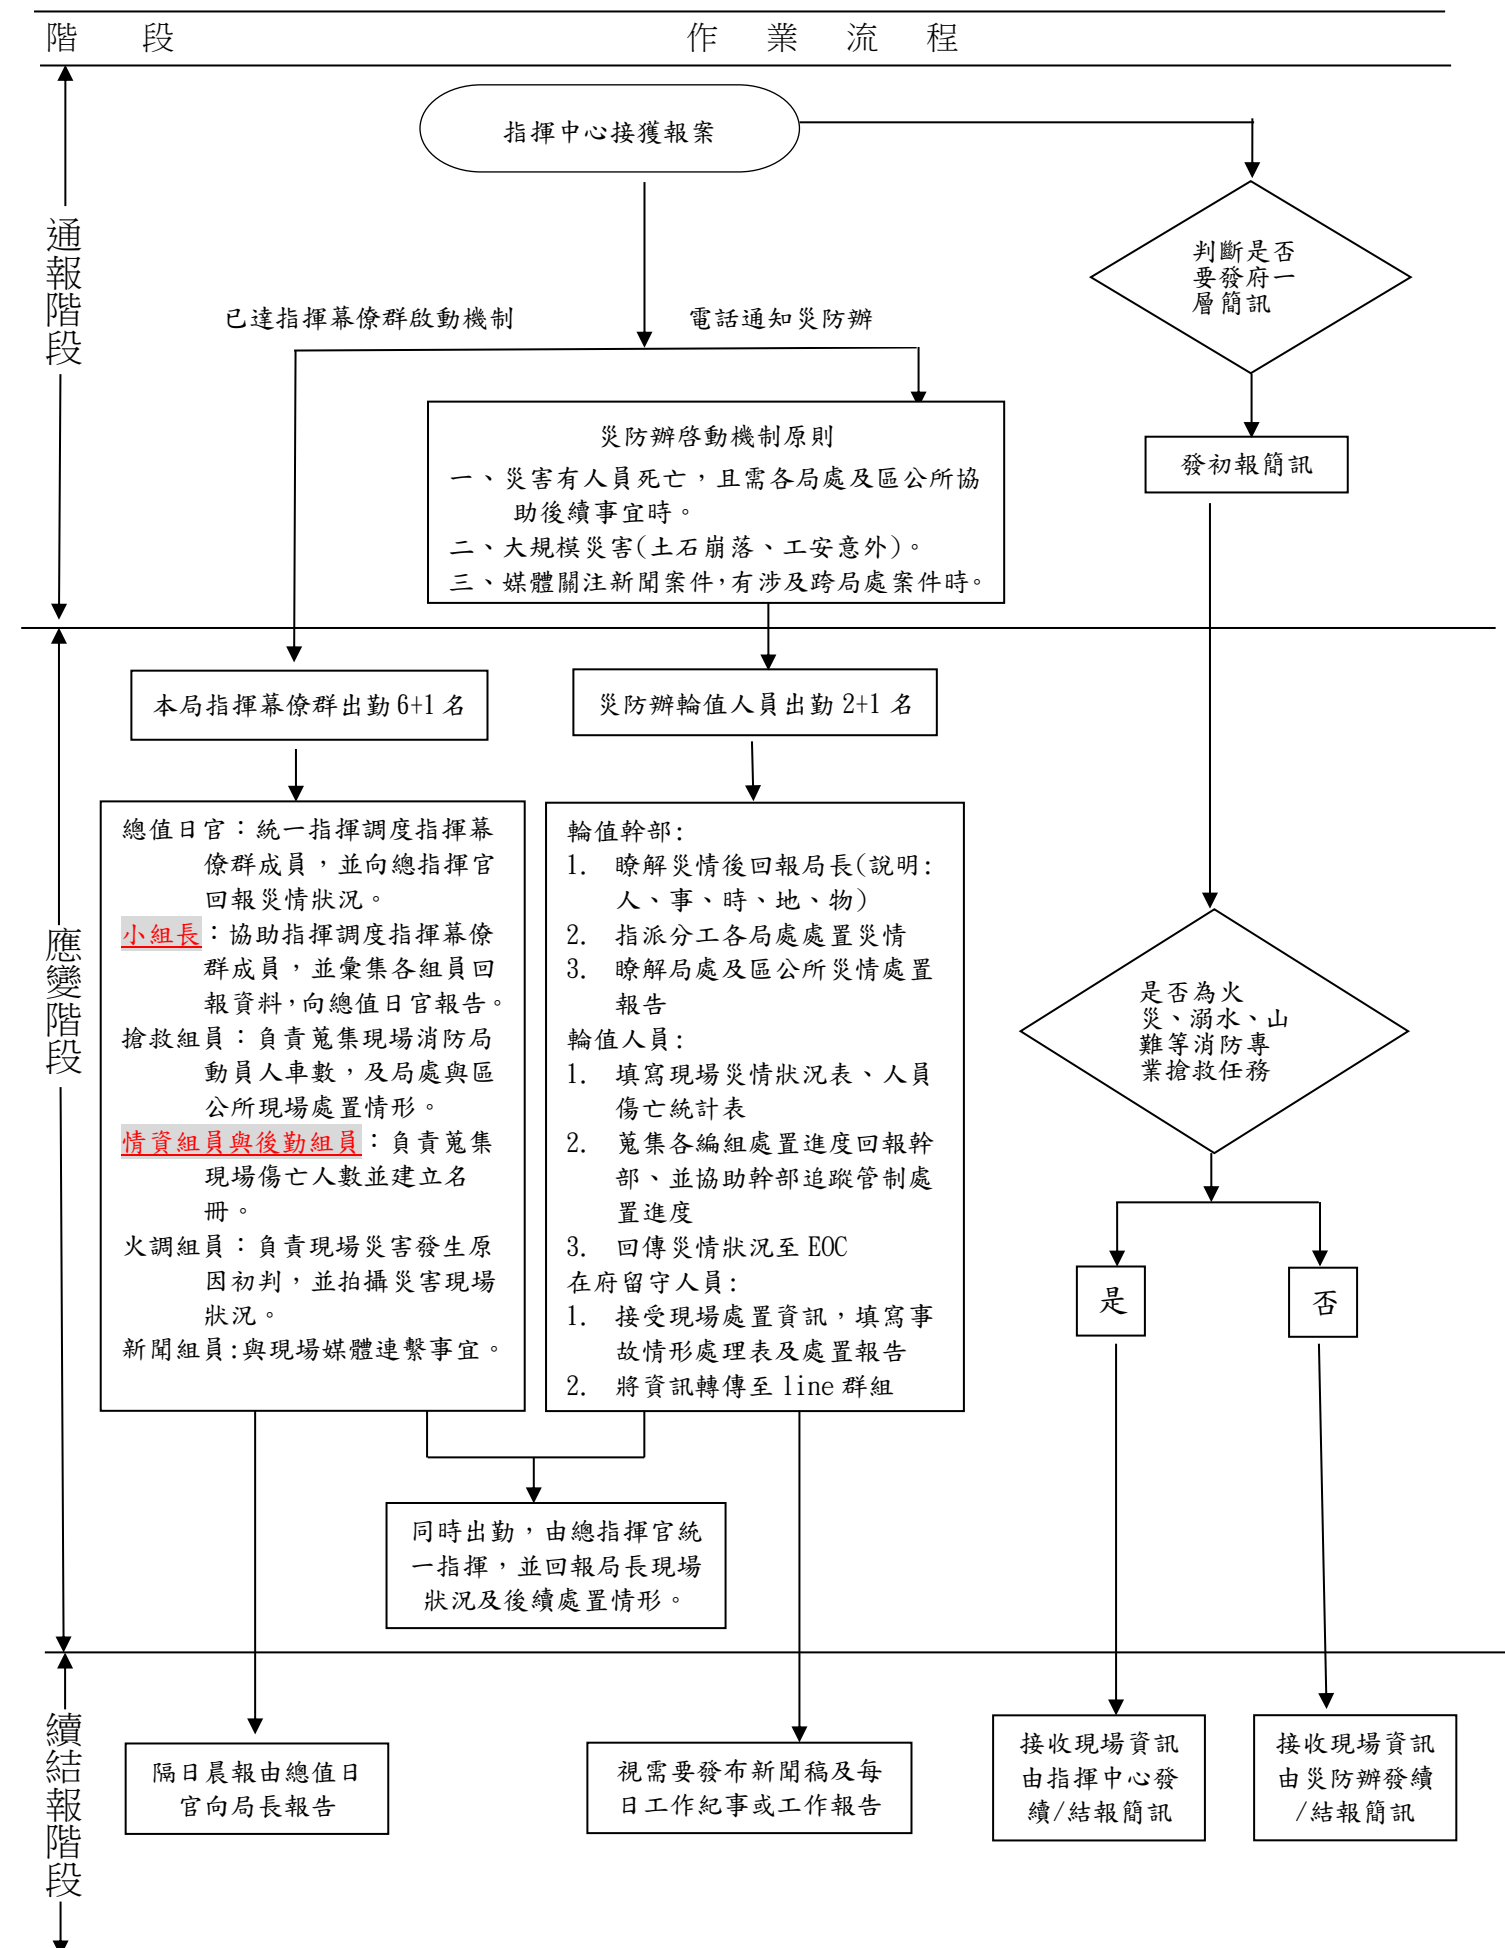 階　段　作　業　流　程
通報階段
指揮中心接獲報案
判斷是否
要發府一
層簡訊
已達指揮幕僚群啟動機制
電話通知災防辦
災防辦啓動機制原則
一、災害有人員死亡，且需各局處及區公所協
助後續事宜時。
二、大規模災害(土石崩落、工安意外)。
三、媒體關注新聞案件，有涉及跨局處案件時。
發初報簡訊
應變階段
本局指揮幕僚群出勤 6+1 名
災防辦輪值人員出勤 2+1 名
總值日官：統一指揮調度指揮幕
僚群成員，並向總指揮官
回報災情狀況。
小組長：協助指揮調度指揮幕僚
群成員，並彙集各組員回
報資料，向總值日官報告。
搶救組員：負責蒐集現場消防局
動員人車數，及局處與區
公所現場處置情形。
情資組員與後勤組員：負責蒐集
現場傷亡人數並建立名
冊。
火調組員：負責現場災害發生原
因初判，並拍攝災害現場
狀況。
新聞組員:與現場媒體連繫事宜。
輪值幹部:
1. 瞭解災情後回報局長(說明:
人、事、時、地、物)
2. 指派分工各局處處置災情
3. 瞭解局處及區公所災情處置
報告
輪值人員:
1. 填寫現場災情狀況表、人員
傷亡統計表
2. 蒐集各編組處置進度回報幹
部、並協助幹部追蹤管制處
置進度
3. 回傳災情狀況至 EOC
在府留守人員:
1. 接受現場處置資訊，填寫事
故情形處理表及處置報告
2. 將資訊轉傳至 line 群組
是否為火
災、溺水、山
難等消防專
業搶救任務
是
否
同時出勤，由總指揮官統
一指揮，並回報局長現場
狀況及後續處置情形。
續結報階段
隔日晨報由總值日
官向局長報告
視需要發布新聞稿及每
日工作紀事或工作報告
接收現場資訊
由指揮中心發
續/結報簡訊
接收現場資訊
由災防辦發續
/結報簡訊